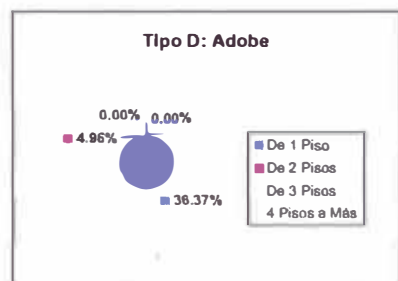 Tipo D: Adobe
0.00% 0.00%
4.96%
36.37%
De 1 Piso
De 2 Pisos
De 3 Pisos
4 Pisos a Más